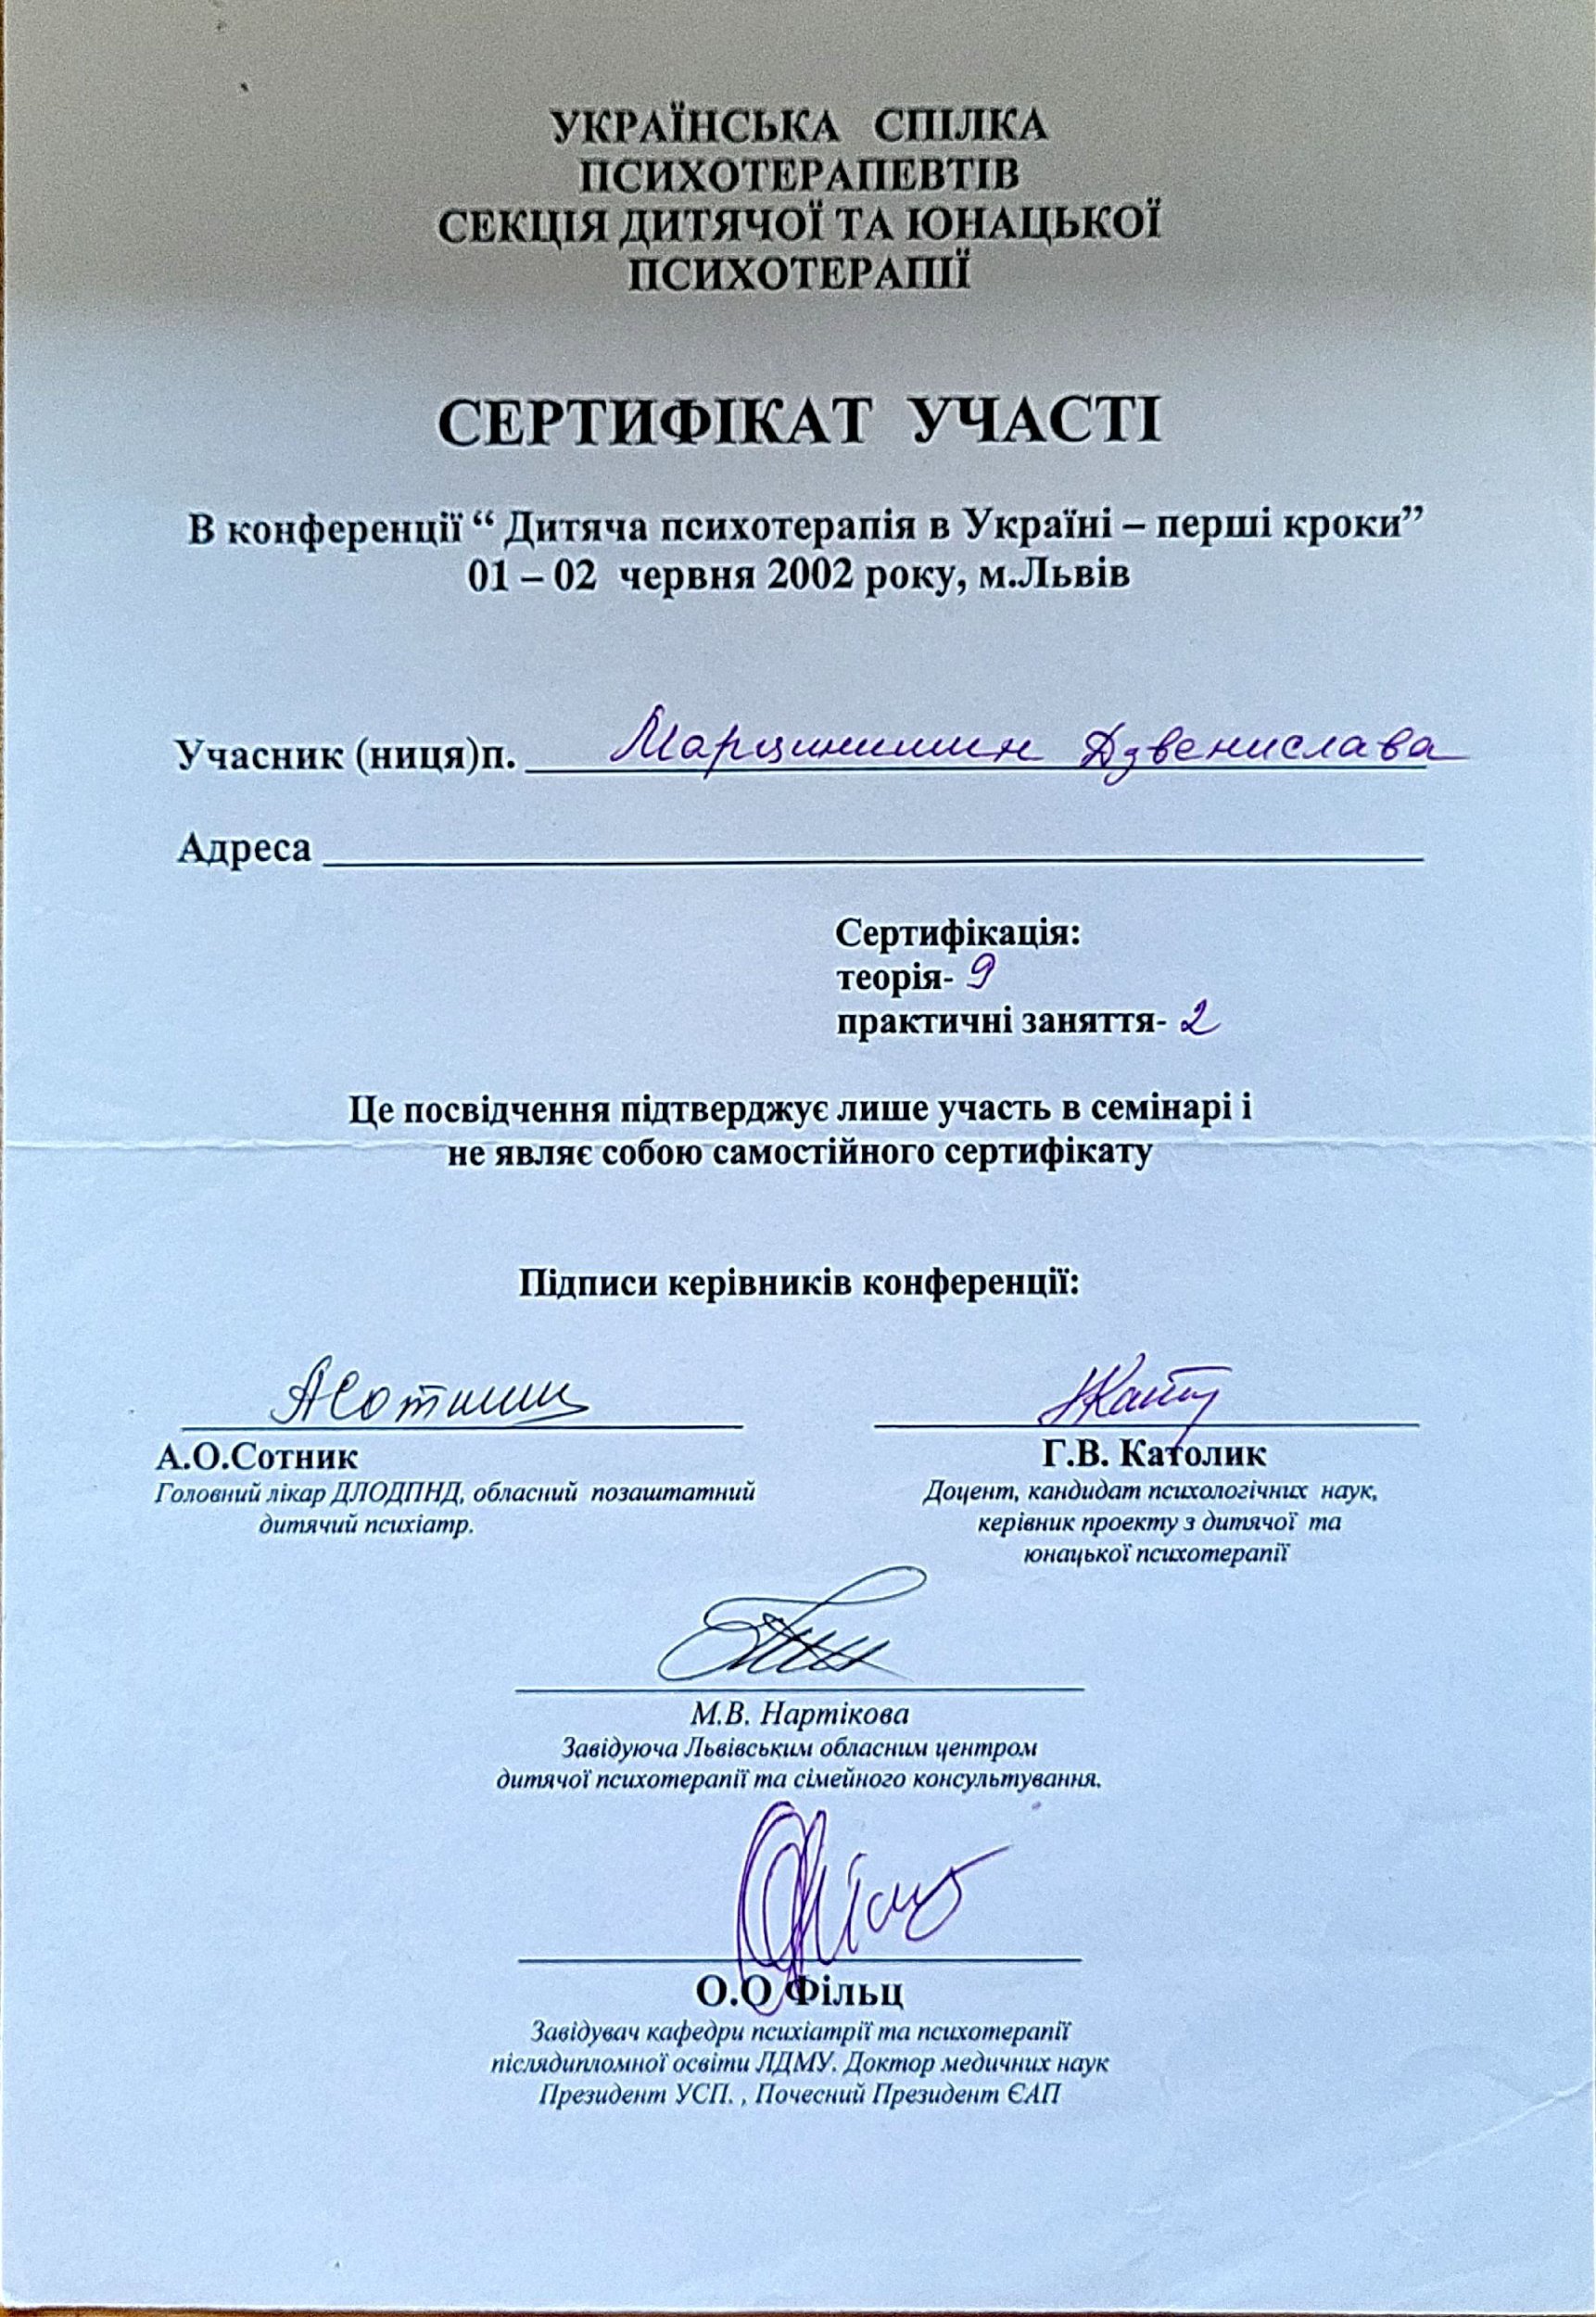 УКРАЇНСЬКА СПІЛКА
ПСИХОТЕРАПЕВТІВ
СЕКЦІЯ ДИТЯЧОЇ ТА ЮНАЦЬКОЇ
ПСИХОТЕРАПІЇ
СЕРТИФІКАТ УЧАСТІ
В конференції “ Дитяча психотерапія в Україні – перші кроки”
01 – 02 червня 2002 року, м.Львів
Учасник (ниця)п. Марцинишин Дзвенислава
Адреса
Сертифікація:
теорія- 9
практичні заняття- 2
Це посвідчення підтверджує лише участь в семінарі і
не являє собою самостійного сертифікату
Підписи керівників конференції:
А.О.Сотник
Головний лікар ДЛОДПНД, обласний позаштатний
дитячий психіатр.
Г.В. Католик
Доцент, кандидат психологічних наук,
керівник проекту з дитячої та
юнацької психотерапії
М.В. Нартікова
Завідуюча Львівським обласним центром
дитячої психотерапії та сімейного консультування.
О.О Фільц
Завідувач кафедри психіатрії та психотерапії
післядипломної освіти ЛДМУ. Доктор медичних наук
Президент УСП. , Почесний Президент ЄАП